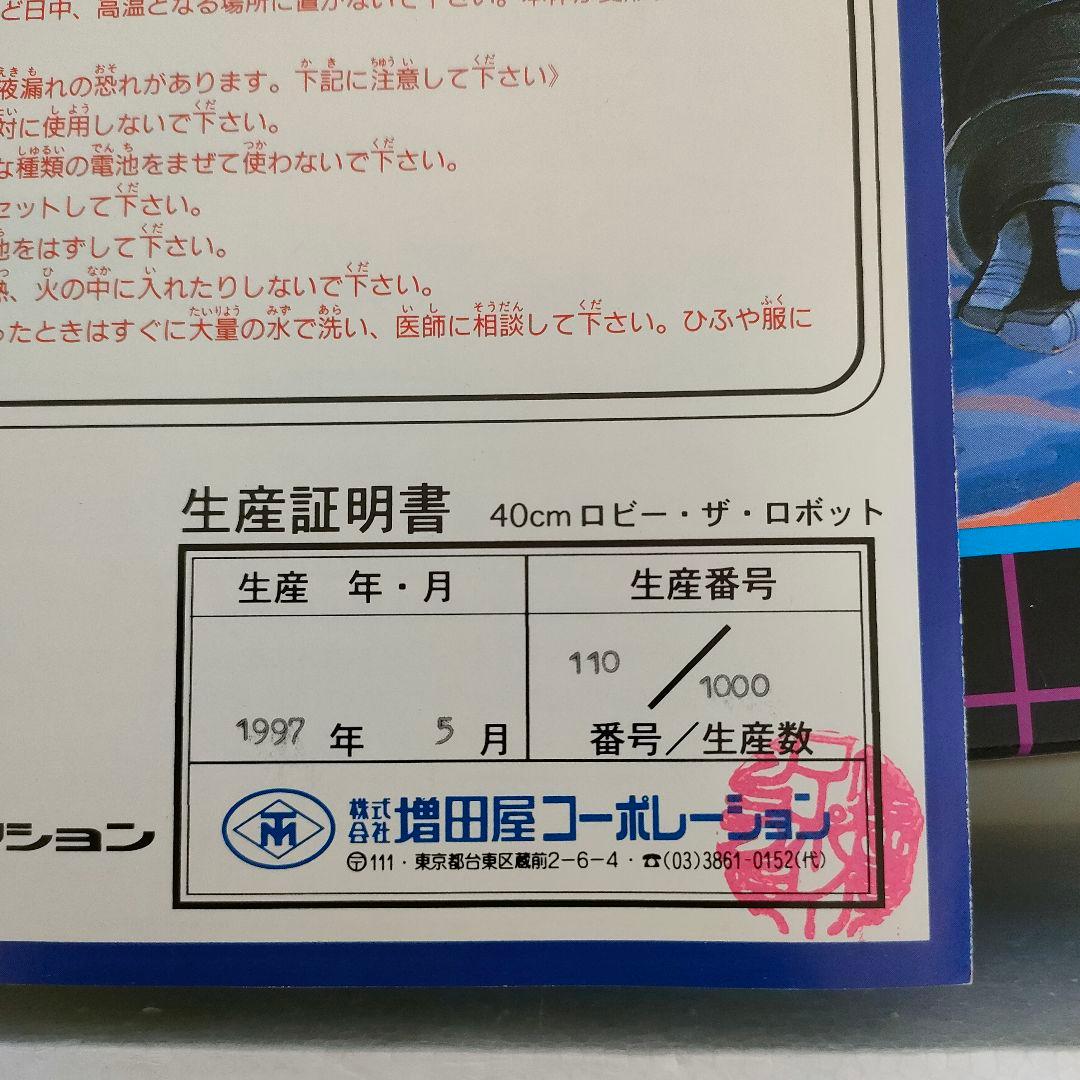 ど日中、高温となる場所に置かないで下さい。
液漏れの恐れがあります。下記に注意して下さい》
対に使用しないで下さい。
な種類の電池をまぜて使わないで下さい。
セットして下さい。
池をはずして下さい。
熱、火の中に入れたりしないで下さい。
ったときはすぐに大量の水で洗い、医師に相談して下さい。ひふや服に
生産証明書 40cmロビー・ザ・ロボット
生産 年・月 生産番号
110/1000
1997年 5月 番号/生産数
株式会社 増田屋コーポレーション
〒111・東京都台東区蔵前2-6-4・☎(03)3861-0152(代)
ション
TM